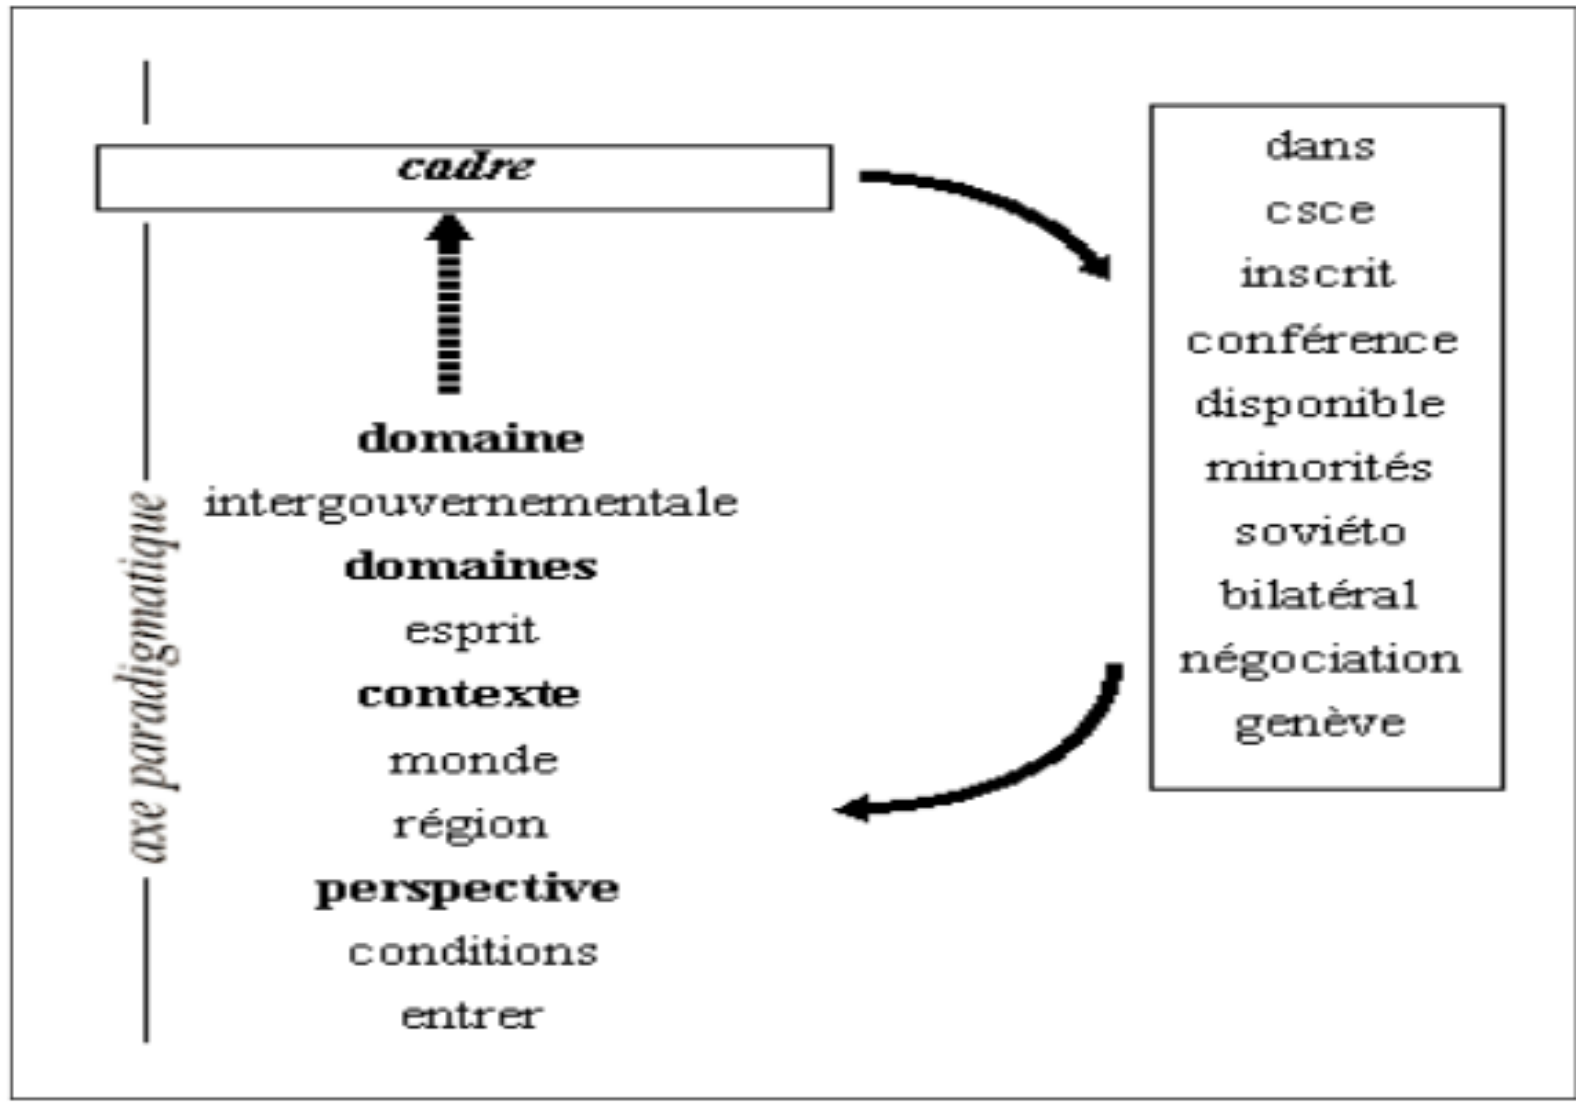 cadre
domaine
intergouvernementale
domaines
esprit
contexte
monde
région
perspective
conditions
entrer
axe paradigmatique
dans
csce
inscrit
conférence
disponible
minorités
soviéto
bilatéral
négociation
genève